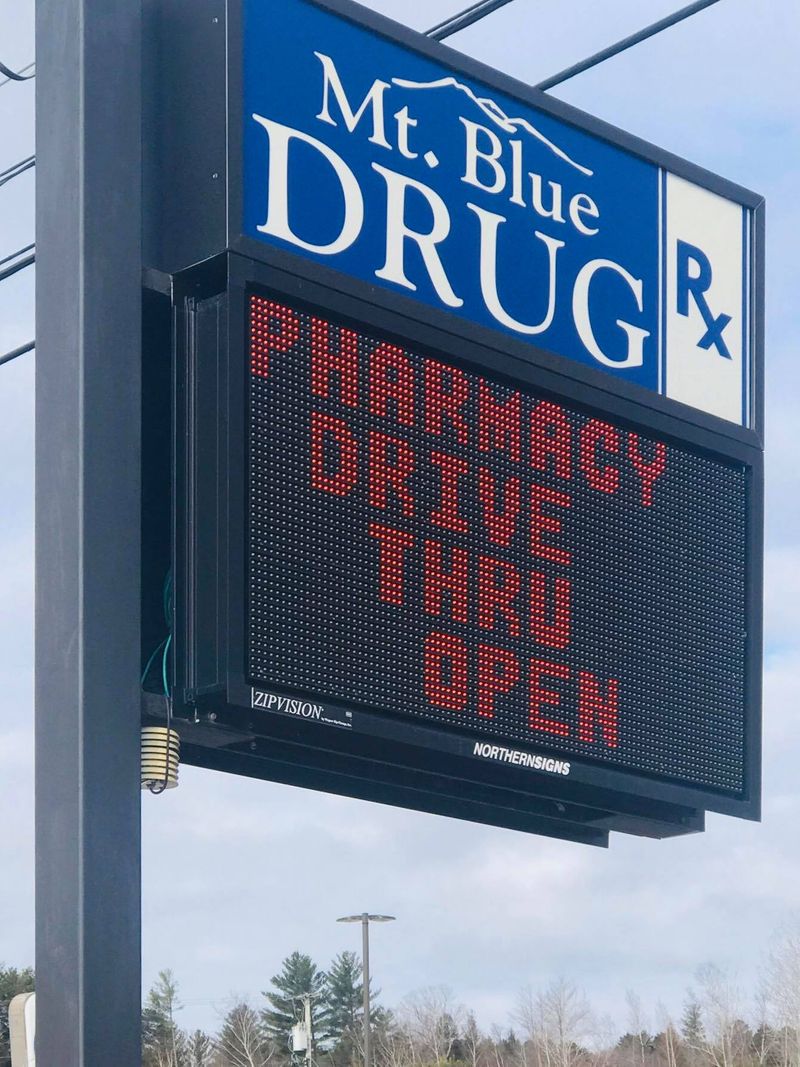 Mt. Blue
DRUG
Rx
PHARMACY
DRIVE
THRU
OPEN
ZIPVISION
NORTHERNSIGNS